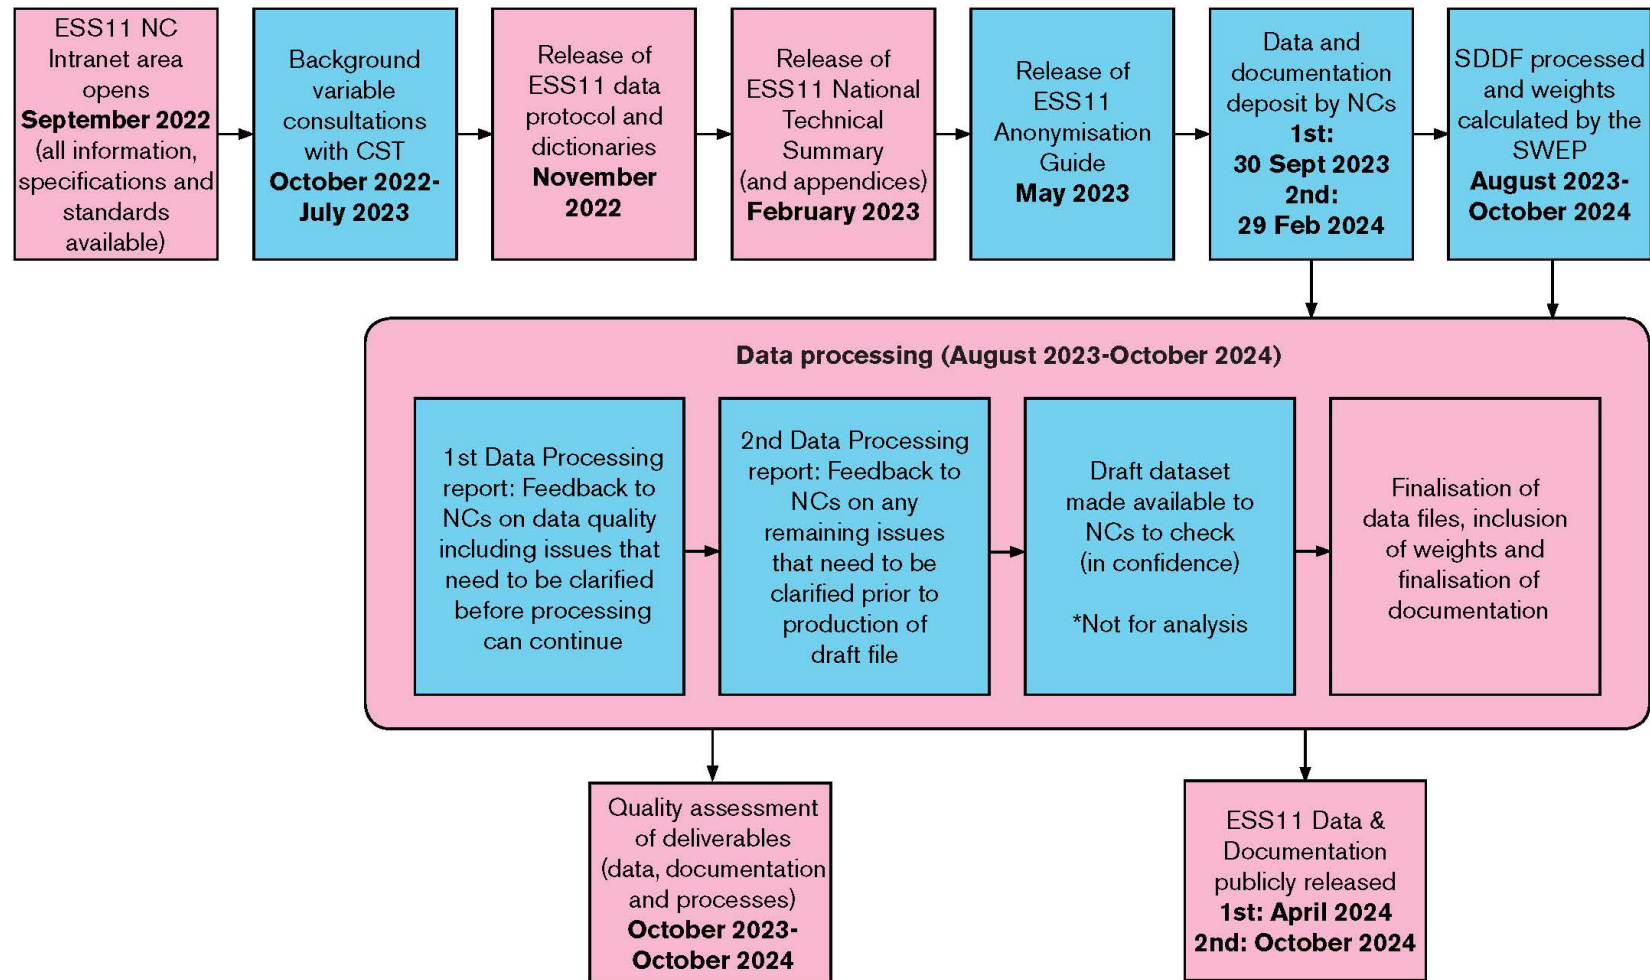 ESS11 NC
Intranet area
opens
September 2022
(all information,
specifications and
standards
available)
Background
variable
consultations
with CST
October 2022-
July 2023
Release of
ESS11 data
protocol and
dictionaries
November
2022
Release of
ESS11 National
Technical
Summary
(and appendices)
February 2023
Release of
ESS11
Anonymisation
Guide
May 2023
Data and
documentation
deposit by NCs
1st:
30 Sept 2023
2nd:
29 Feb 2024
SDDF processed
and weights
calculated by the
SWEP
August 2023-
October 2024
Data processing (August 2023-October 2024)
1st Data Processing
report: Feedback to
NCs on data quality
including issues that
need to be clarified
before processing
can continue
2nd Data Processing
report: Feedback to
NCs on any
remaining issues
that need to be
clarified prior to
production of
draft file
Draft dataset
made available to
NCs to check
(in confidence)
*Not for analysis
Finalisation of
data files, inclusion
of weights and
finalisation of
documentation
Quality assessment
of deliverables
(data, documentation
and processes)
October 2023-
October 2024
ESS11 Data &
Documentation
publicly released
1st: April 2024
2nd: October 2024